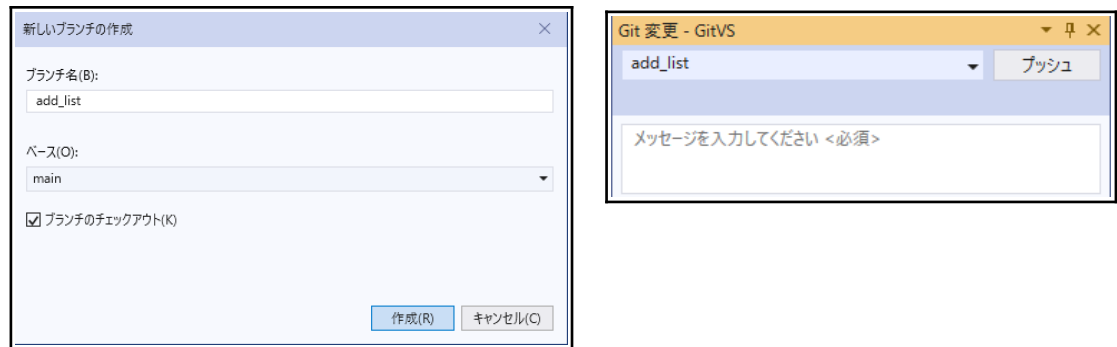 新しいブランチの作成
ブランチ名(B):
add_list
ベース(O):
main
ブランチのチェックアウト(K)
作成(R)
キャンセル(C)
Git 変更 - GitVS
add_list
プッシュ
メッセージを入力してください <必須>